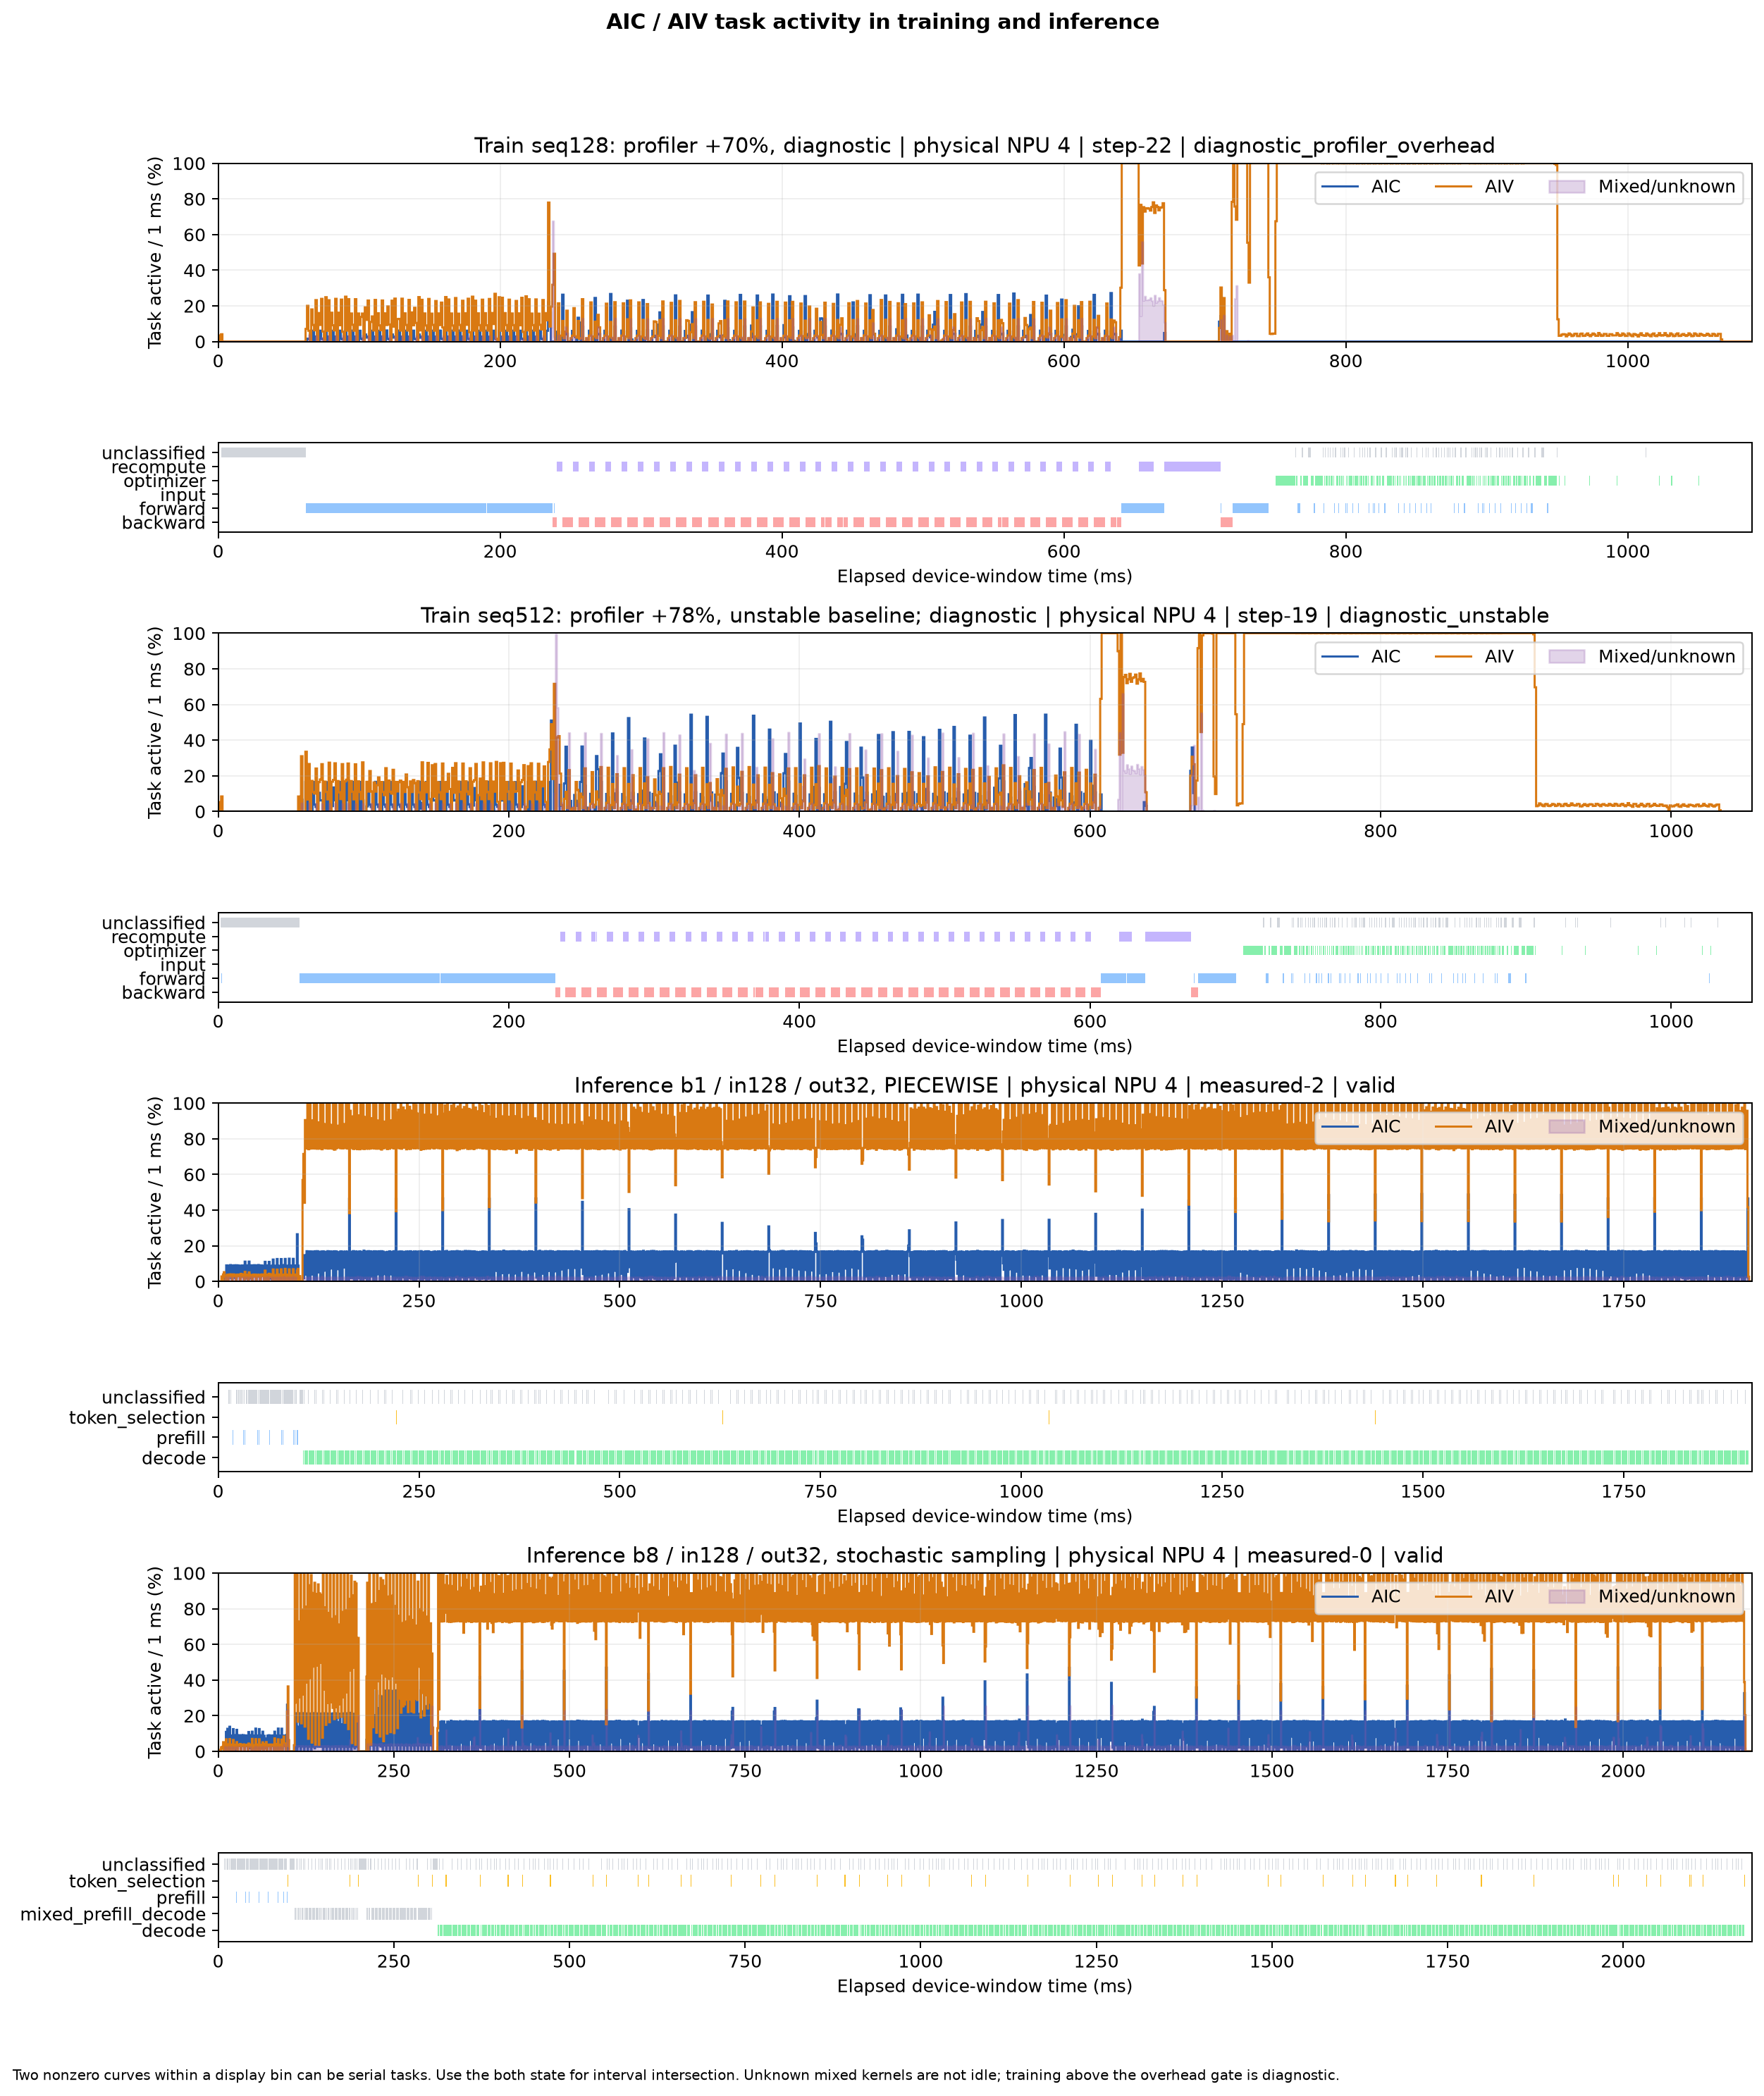 AIC / AIV task activity in training and inference
Train seq128: profiler +70%, diagnostic | physical NPU 4 | step-22 | diagnostic_profiler_overhead
Task active / 1 ms (%)
100
80
60
40
20
0
AIC AIV Mixed/unknown
0 200 400 600 800 1000
unclassified
recompute
optimizer
input
forward
backward
0 200 400 600 800 1000
Elapsed device-window time (ms)
Train seq512: profiler +78%, unstable baseline; diagnostic | physical NPU 4 | step-19 | diagnostic_unstable
Task active / 1 ms (%)
100
80
60
40
20
0
AIC AIV Mixed/unknown
0 200 400 600 800 1000
unclassified
recompute
optimizer
input
forward
backward
0 200 400 600 800 1000
Elapsed device-window time (ms)
Inference b1 / in128 / out32, PIECEWISE | physical NPU 4 | measured-2 | valid
Task active / 1 ms (%)
100
80
60
40
20
0
AIC AIV Mixed/unknown
0 250 500 750 1000 1250 1500 1750
unclassified
token_selection
prefill
decode
0 250 500 750 1000 1250 1500 1750
Elapsed device-window time (ms)
Inference b8 / in128 / out32, stochastic sampling | physical NPU 4 | measured-0 | valid
Task active / 1 ms (%)
100
80
60
40
20
0
AIC AIV Mixed/unknown
0 250 500 750 1000 1250 1500 1750 2000
unclassified
token_selection
prefill
mixed_prefill_decode
decode
0 250 500 750 1000 1250 1500 1750 2000
Elapsed device-window time (ms)
Two nonzero curves within a display bin can be serial tasks. Use the both state for interval intersection. Unknown mixed kernels are not idle; training above the overhead gate is diagnostic.